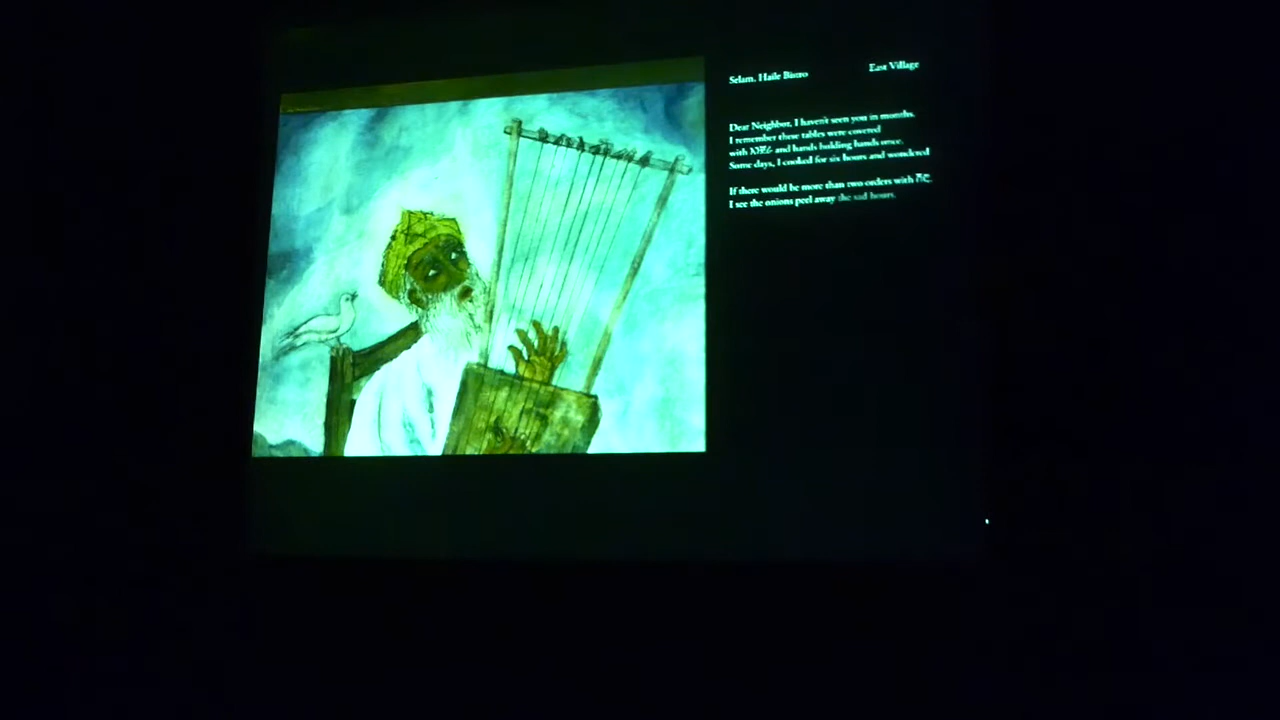 Selam, Haile Bistro
East Village
Dear Neighbor, I haven't seen you in months.
I remember these tables were covered
with እንጀራ and hands holding hands once.
Some days, I cooked for six hours and wondered
If there would be more than two orders with
I see the onions peel away the sad hours.